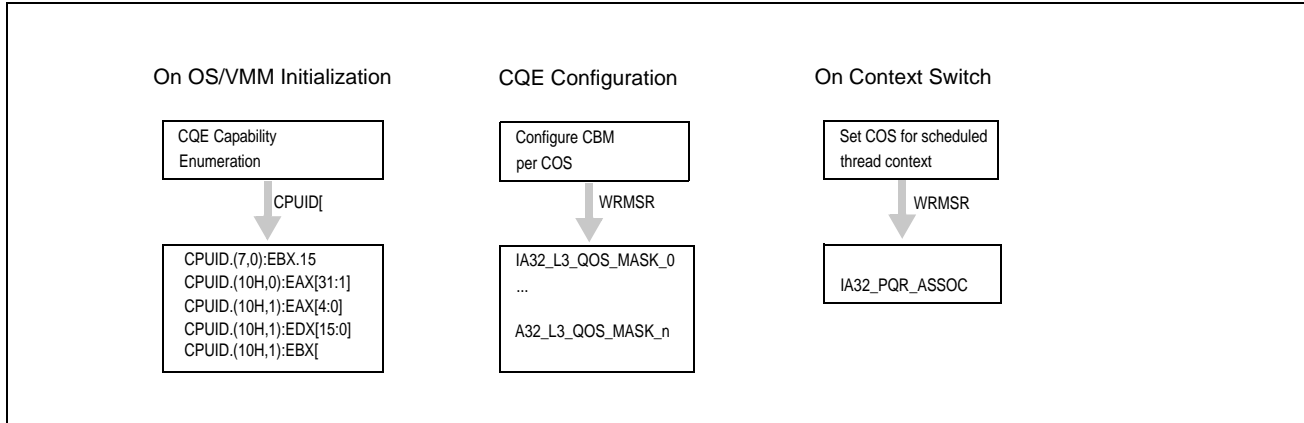 On OS/VMM Initialization
CQE Capability
Enumeration
CPUID[
CPUID.(7,0):EBX.15
CPUID.(10H,0):EAX[31:1]
CPUID.(10H,1):EAX[4:0]
CPUID.(10H,1):EDX[15:0]
CPUID.(10H,1):EBX[
CQE Configuration
Configure CBM
per COS
WRMSR
IA32_L3_QOS_MASK_0
...
A32_L3_QOS_MASK_n
On Context Switch
Set COS for scheduled
thread context
WRMSR
IA32_PQR_ASSOC